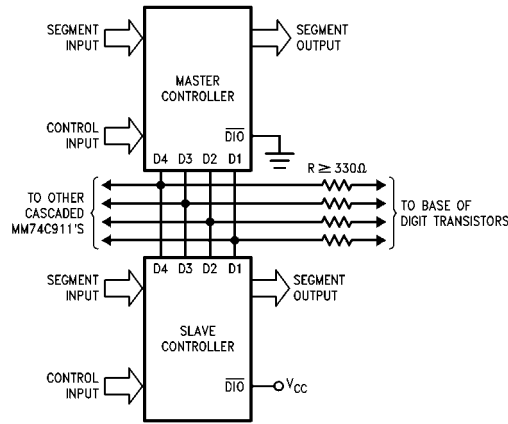 SEGMENT
INPUT
SEGMENT
OUTPUT
MASTER
CONTROLLER
CONTROL
INPUT
DIO
D4 D3 D2 D1
R ≥ 330Ω
TO OTHER
CASCADED
MM74C911'S
TO BASE OF
DIGIT TRANSISTORS
D4 D3 D2 D1
SEGMENT
INPUT
SEGMENT
OUTPUT
SLAVE
CONTROLLER
CONTROL
INPUT
DIO
VCC